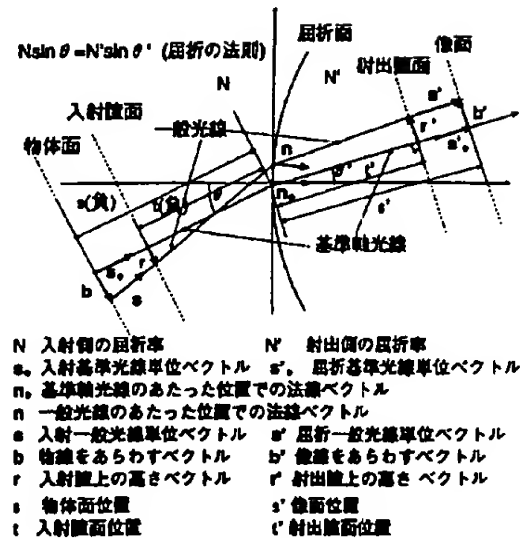 Nsinθ=N'sinθ' (屈折の法則)
屈折面
像面
射出瞳面
N
N'
入射瞳面
物体面
一般光線
a'
b'
r'
a'₀
n
n₀
s(負)
t(負)
θ
θ'
t'
s'
基準軸光線
s₀
r
b
s
N 入射側の屈折率
N' 射出側の屈折率
s₀ 入射基準光線単位ベクトル
s'₀ 屈折基準光線単位ベクトル
n₀ 基準軸光線のあたった位置での法線ベクトル
n 一般光線のあたった位置での法線ベクトル
s 入射一般光線単位ベクトル
s' 屈折一般光線単位ベクトル
b 物線をあらわすベクトル
b' 像線をあらわすベクトル
r 入射瞳上の高さベクトル
r' 射出瞳上の高さ ベクトル
s 物体面位置
s' 像面位置
t 入射瞳面位置
t' 射出瞳面位置